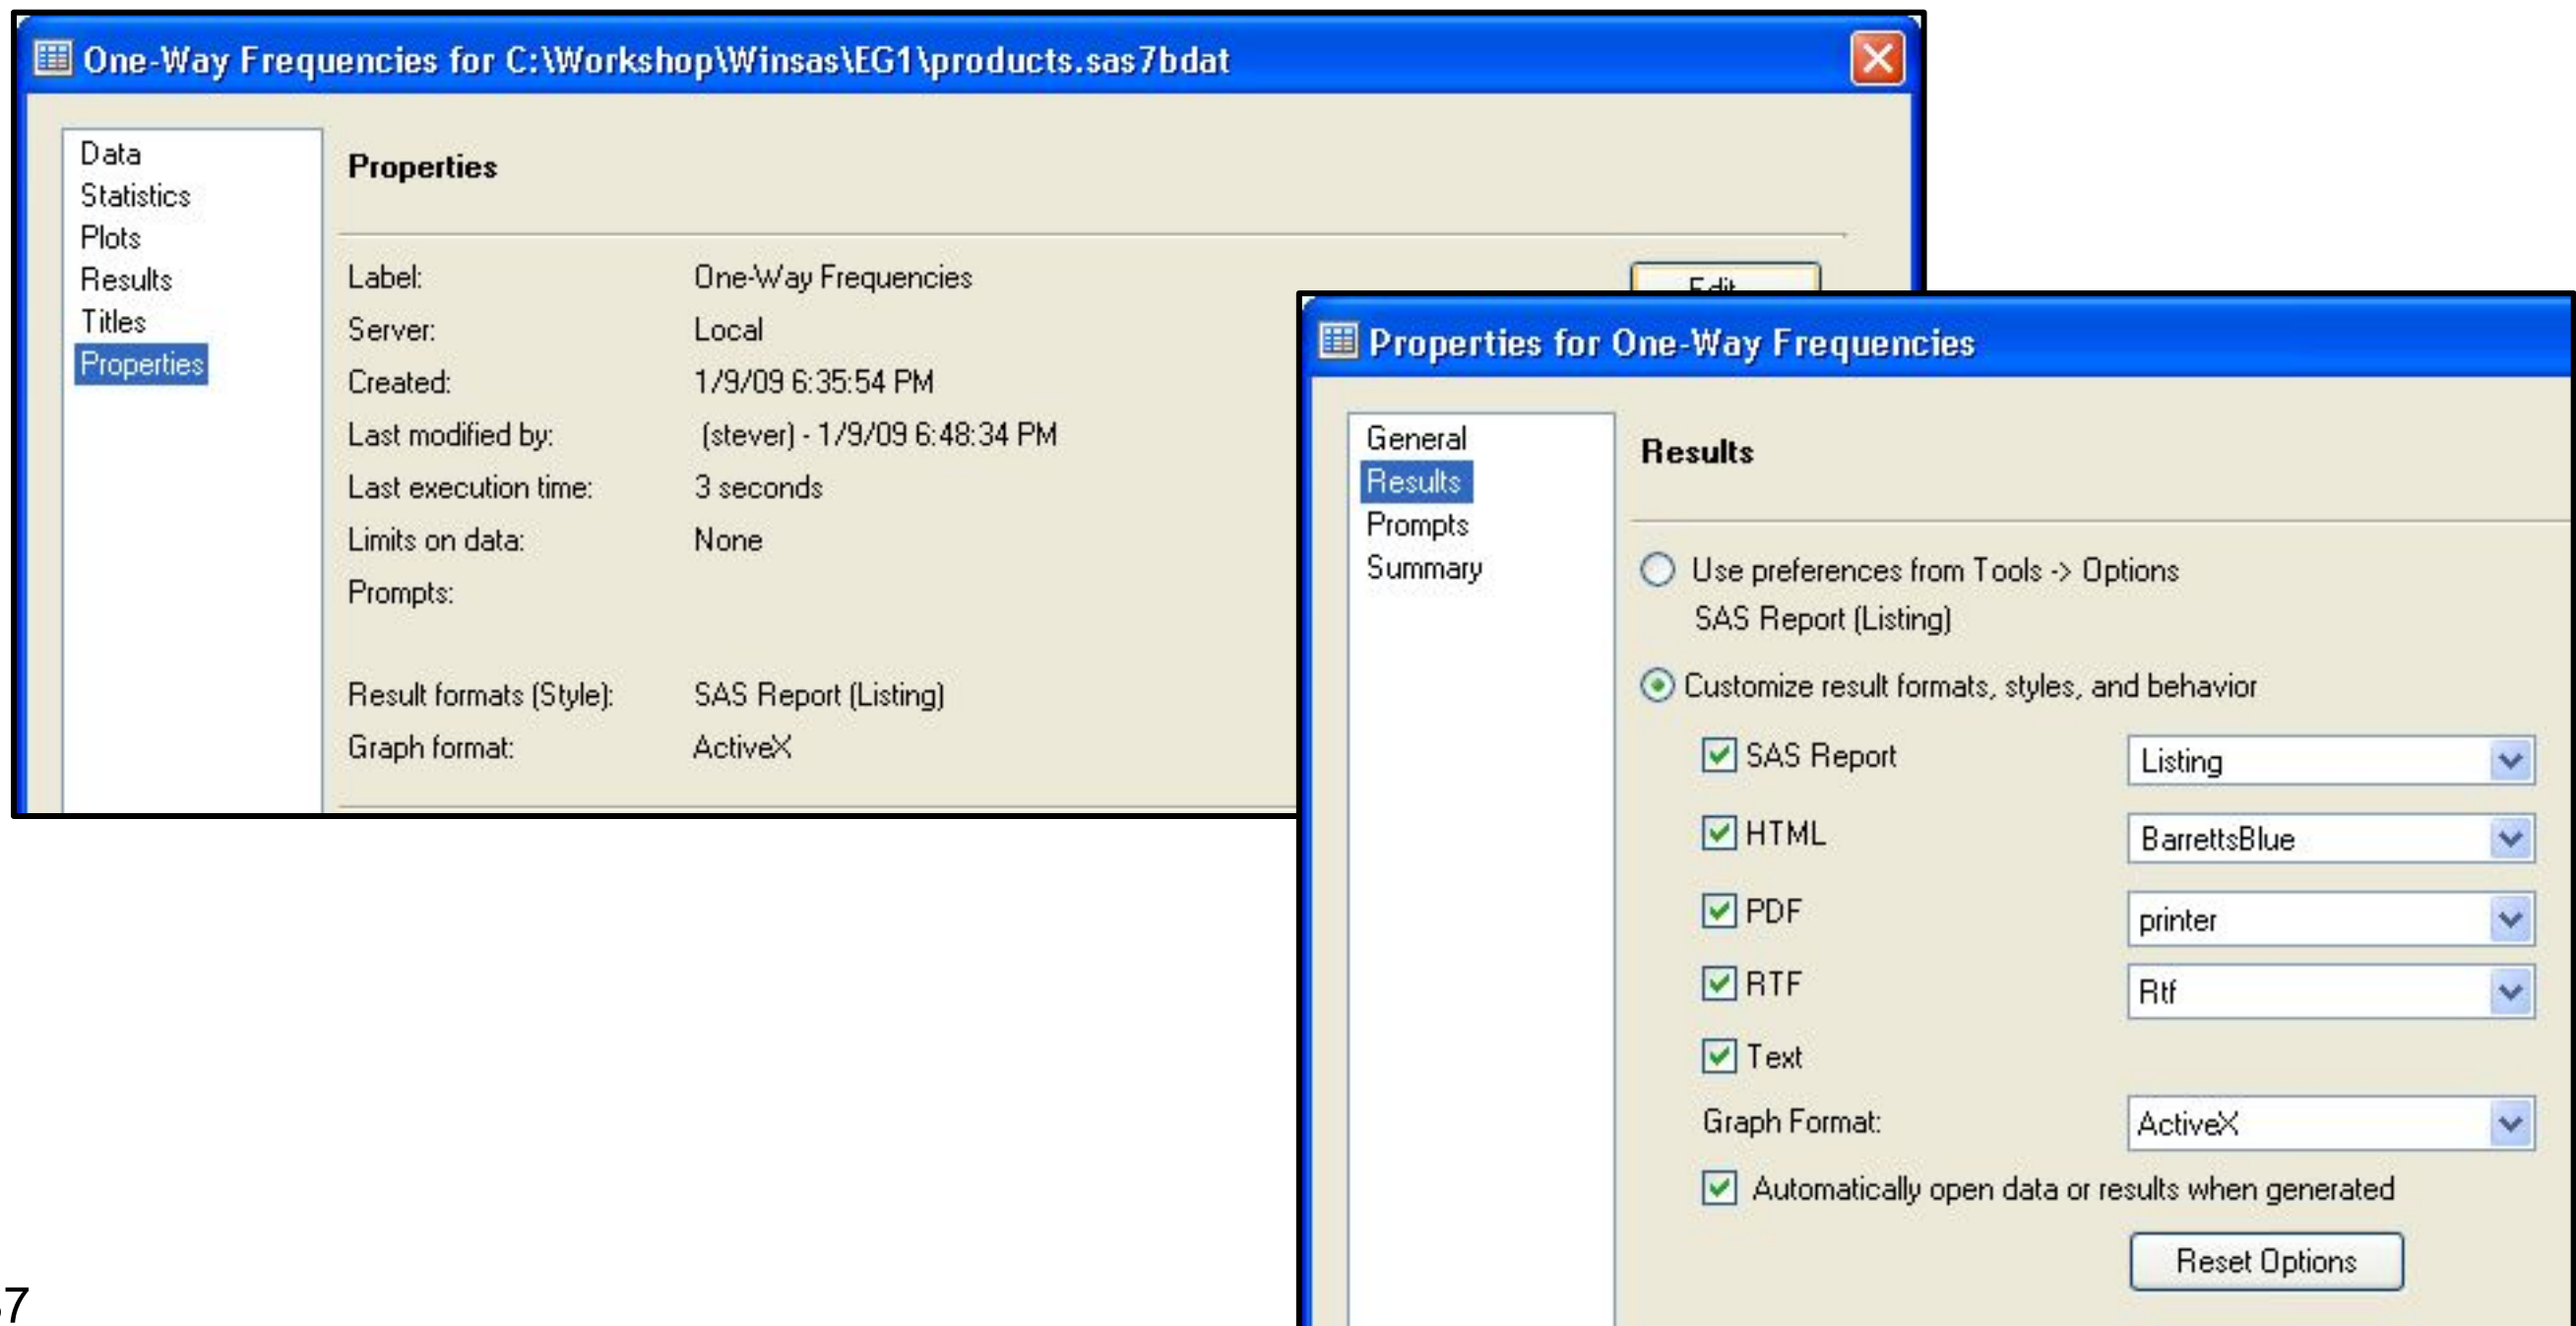 One-Way Frequencies for C:\Workshop\Winsas\EG1\products.sas7bdat
Data
Statistics
Plots
Results
Titles
Properties
Properties
Label: One-Way Frequencies
Server: Local
Created: 1/9/09 6:35:54 PM
Last modified by: (stever) - 1/9/09 6:48:34 PM
Last execution time: 3 seconds
Limits on data: None
Prompts:
Result formats (Style): SAS Report (Listing)
Graph format: ActiveX
Properties for One-Way Frequencies
General
Results
Prompts
Summary
Results
Use preferences from Tools -> Options
SAS Report (Listing)
Customize result formats, styles, and behavior
SAS Report Listing
HTML BarrettsBlue
PDF printer
RTF Rtf
Text
Graph Format: ActiveX
Automatically open data or results when generated
Reset Options